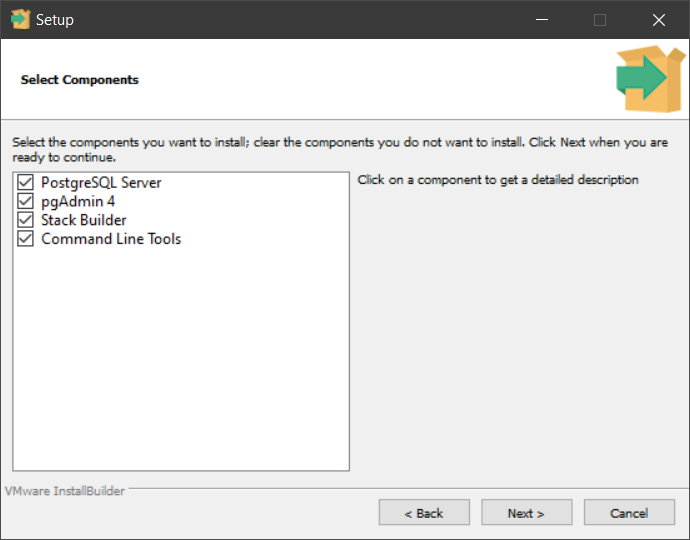 Setup
Select Components
Select the components you want to install; clear the components you do not want to install. Click Next when you are
ready to continue.
PostgreSQL Server
pgAdmin 4
Stack Builder
Command Line Tools
Click on a component to get a detailed description
VMware InstallBuilder
< Back
Next >
Cancel